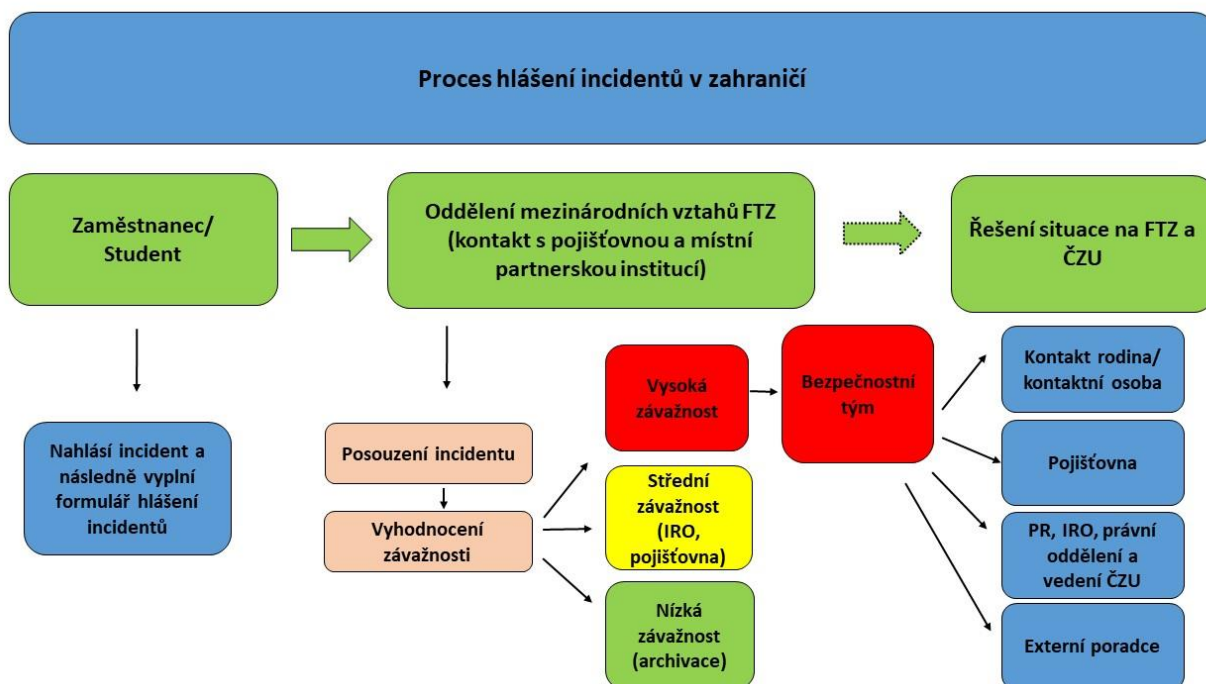 Proces hlášení incidentů v zahraničí
Zaměstnanec/
Student
Oddělení mezinárodních vztahů FTZ
(kontakt s pojišťovnou a místní
partnerskou institucí)
Řešení situace na FTZ a
ČZU
Nahlásí incident a
následně vyplní
formulář hlášení
incidentů
Posouzení incidentu
Vyhodnocení
závažnosti
Vysoká
závažnost
Střední
závažnost
(IRO,
pojišťovna)
Nízká
závažnost
(archivace)
Bezpečnostní
tým
Kontakt rodina/
kontaktní osoba
Pojišťovna
PR, IRO, právní
oddělení a
vedení ČZU
Externí poradce